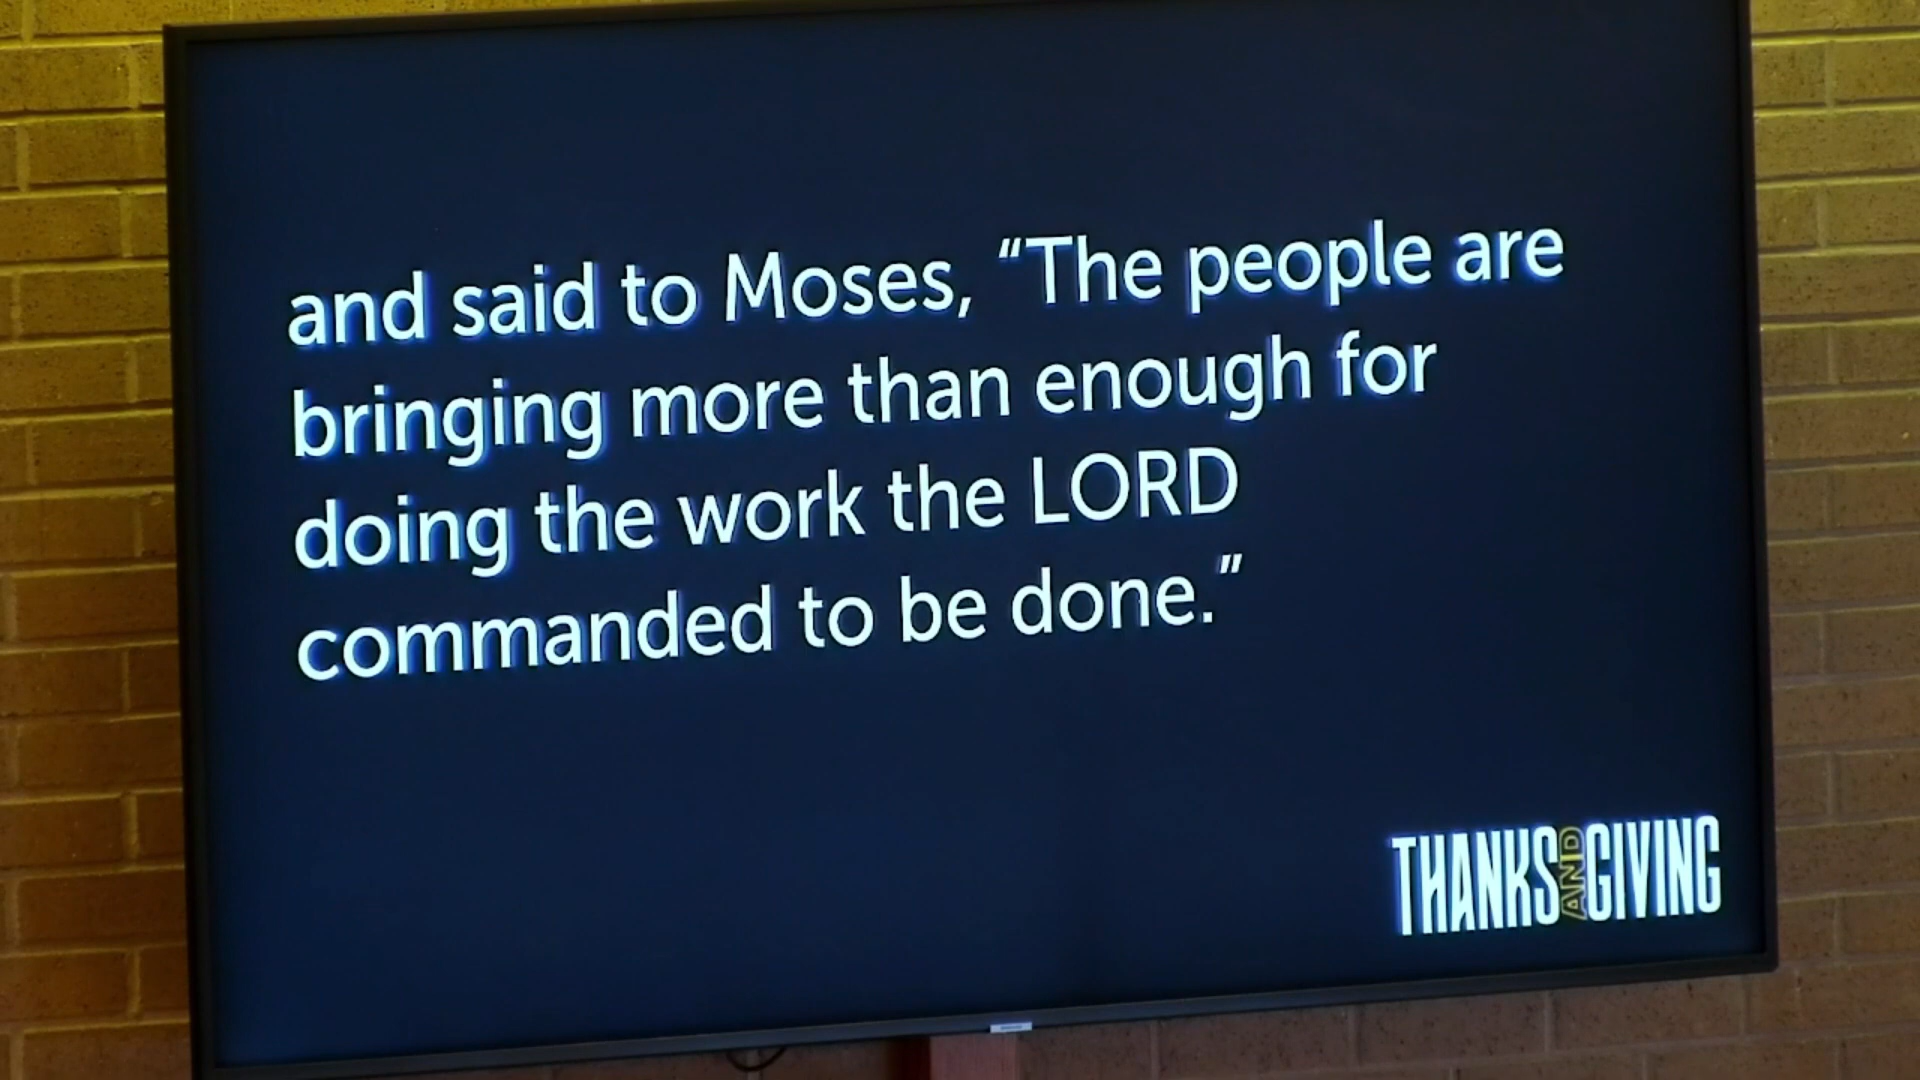 and said to Moses, “The people are
bringing more than enough for
doing the work the LORD
commanded to be done.”
THANKS AND GIVING